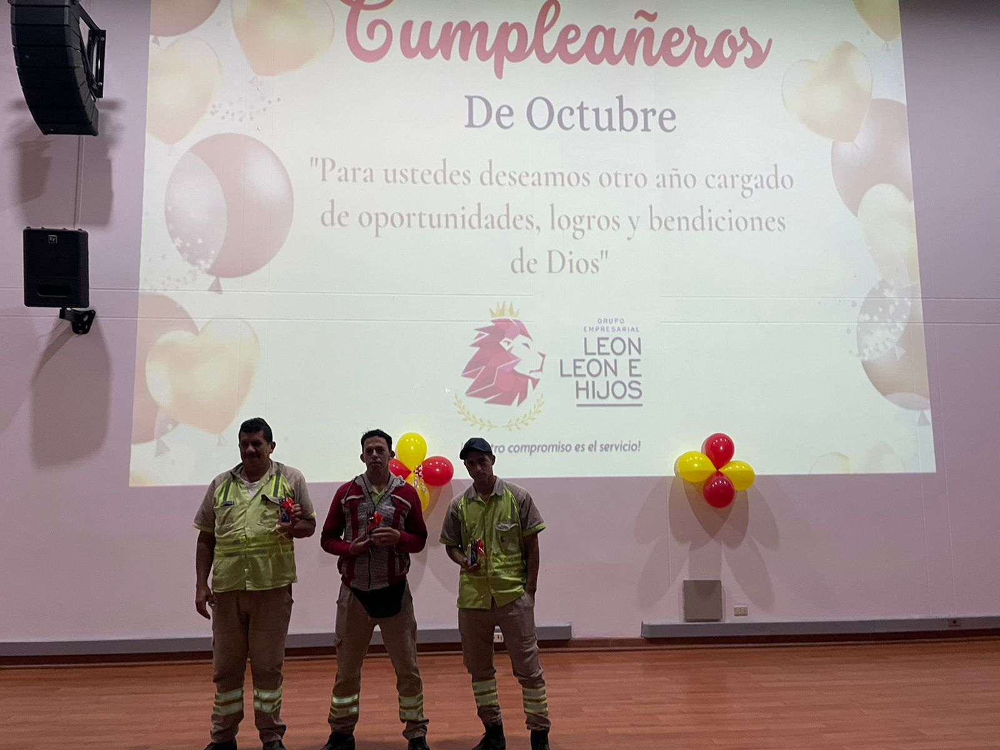 Cumpleañeros
De Octubre
"Para ustedes deseamos otro año cargado
de oportunidades, logros y bendiciones
de Dios"
GRUPO
EMPRESARIAL
LEON
LEON E
HIJOS
compromiso es el servicio!